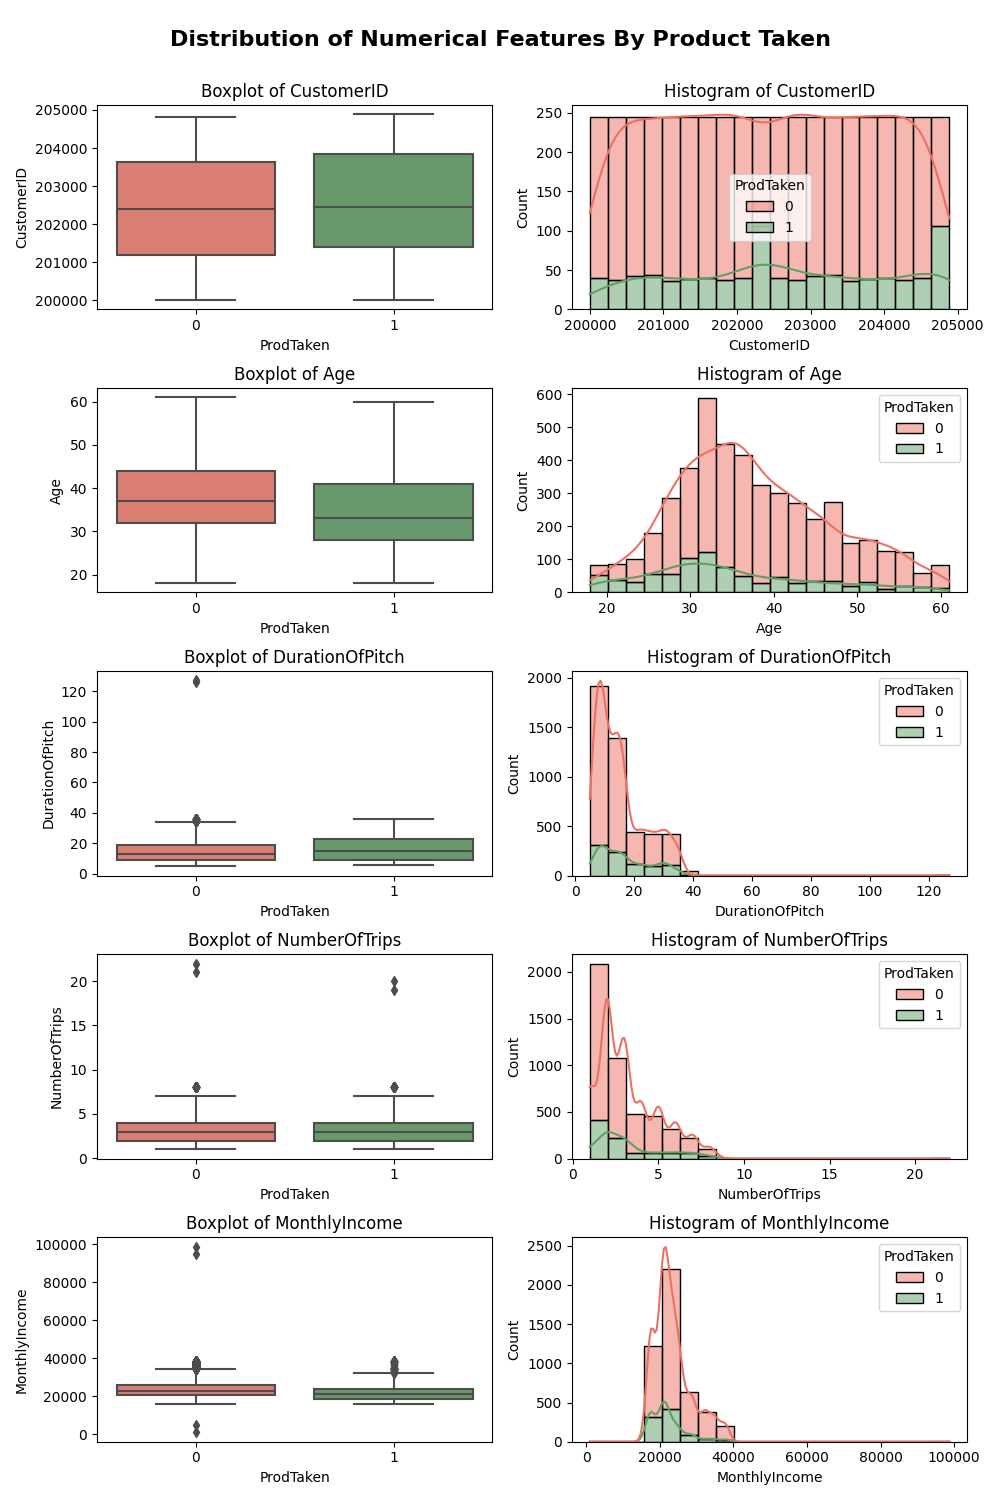 Distribution of Numerical Features By Product Taken
Boxplot of CustomerID
205000
204000
203000
202000
201000
200000
CustomerID
0 1
ProdTaken
Histogram of CustomerID
250
200
150
100
50
0
Count
ProdTaken
0
1
200000 201000 202000 203000 204000 205000
CustomerID
Boxplot of Age
60
50
40
30
20
Age
0 1
ProdTaken
Histogram of Age
600
500
400
300
200
100
0
Count
ProdTaken
0
1
20 30 40 50 60
Age
Boxplot of DurationOfPitch
120
100
80
60
40
20
0
DurationOfPitch
0 1
ProdTaken
Histogram of DurationOfPitch
2000
1500
1000
500
0
Count
ProdTaken
0
1
0 20 40 60 80 100 120
DurationOfPitch
Boxplot of NumberOfTrips
20
15
10
5
0
NumberOfTrips
0 1
ProdTaken
Histogram of NumberOfTrips
2000
1500
1000
500
0
Count
ProdTaken
0
1
0 5 10 15 20
NumberOfTrips
Boxplot of MonthlyIncome
100000
80000
60000
40000
20000
0
MonthlyIncome
0 1
ProdTaken
Histogram of MonthlyIncome
2500
2000
1500
1000
500
0
Count
ProdTaken
0
1
0 20000 40000 60000 80000 100000
MonthlyIncome